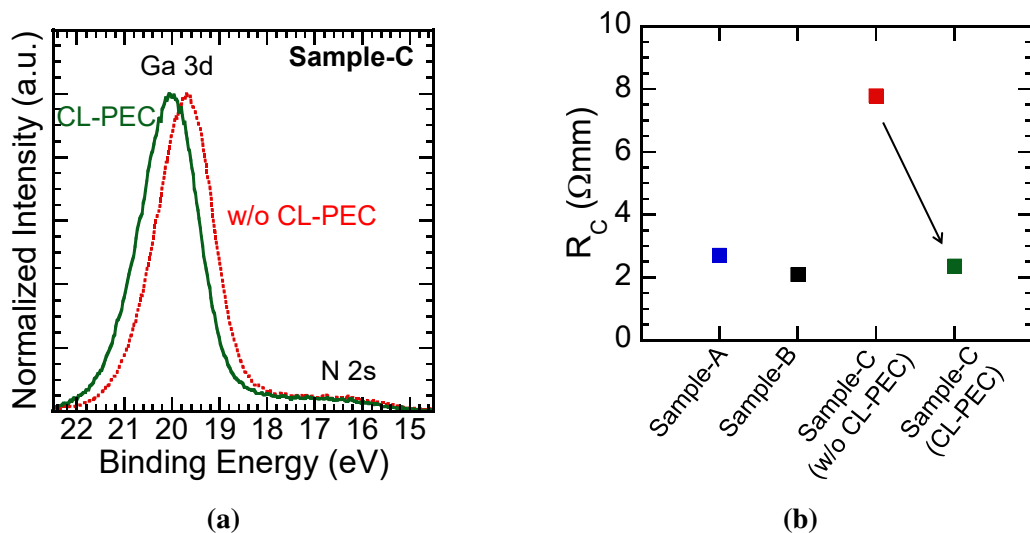 Sample-C
Ga 3d
CL-PEC
w/o CL-PEC
N 2s
Normalized Intensity (a.u.)
22 21 20 19 18 17 16 15
Binding Energy (eV)
(a)
10
8
6
4
2
0
R_C (Ωmm)
Sample-A
Sample-B
Sample-C
(w/o CL-PEC)
Sample-C
(CL-PEC)
(b)